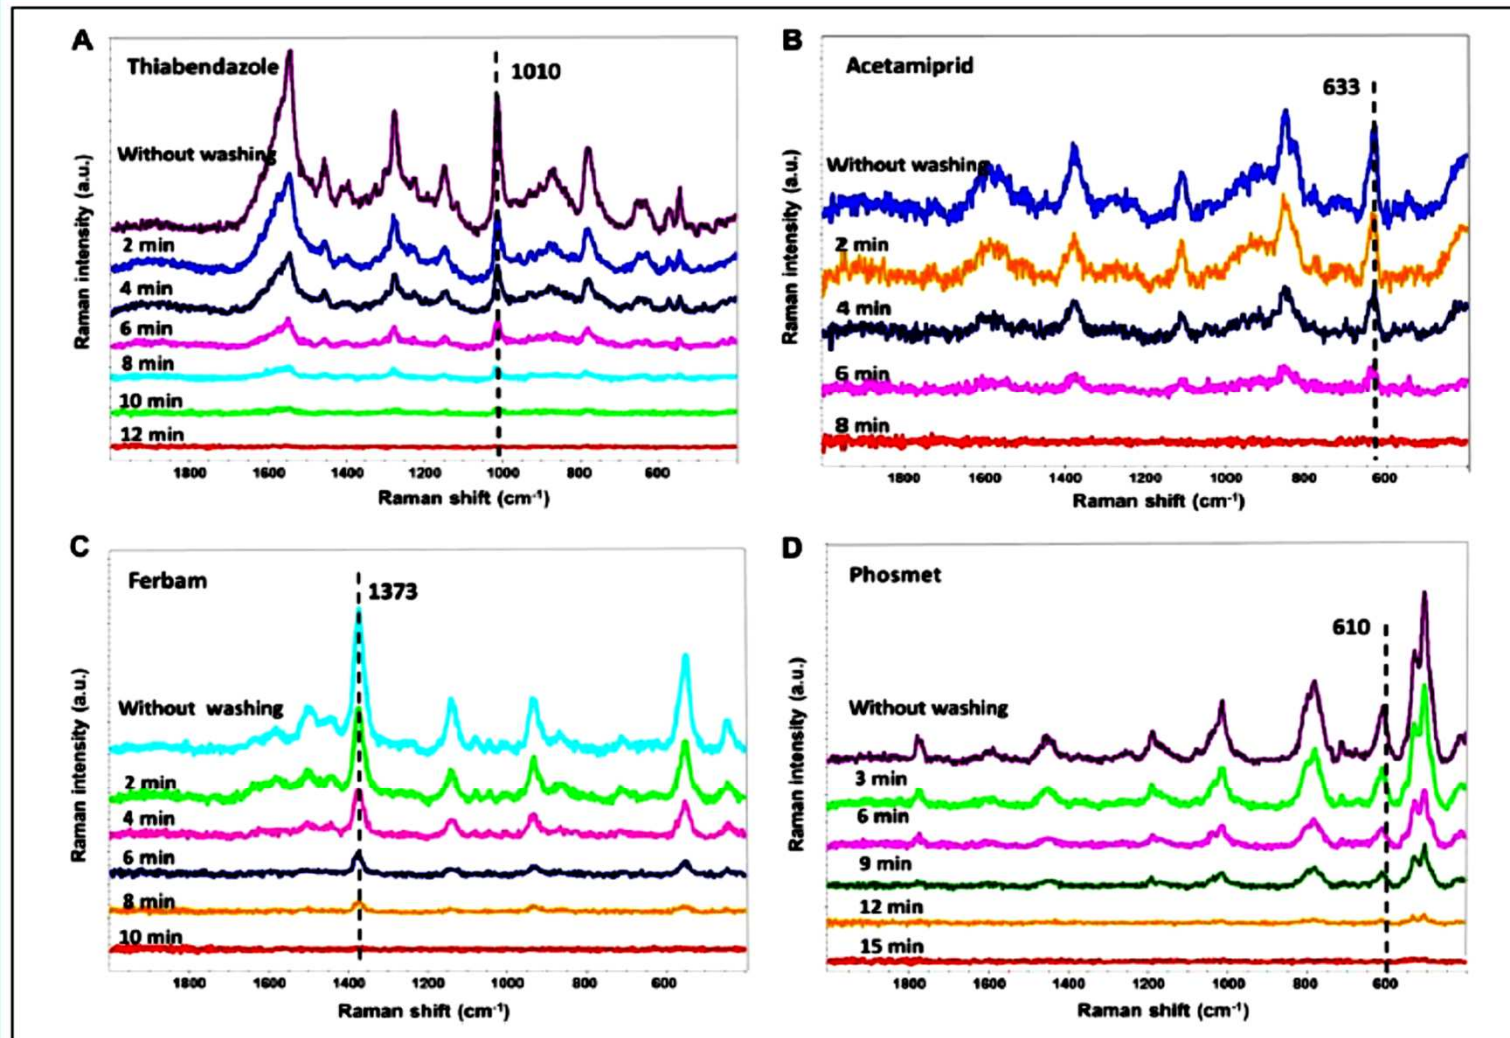 A
Thiabendazole
1010
Without washing
2 min
4 min
6 min
8 min
10 min
12 min
Raman intensity (a.u.)
1800 1600 1400 1200 1000 800 600
Raman shift (cm-1)
B
Acetamiprid
633
Without washing
2 min
4 min
6 min
8 min
Raman intensity (a.u.)
1800 1600 1400 1200 1000 800 600
Raman shift (cm-1)
C
Ferbam
1373
Without washing
2 min
4 min
6 min
8 min
10 min
Raman intensity (a.u.)
1800 1600 1400 1200 1000 800 600
Raman shift (cm-1)
D
Phosmet
610
Without washing
3 min
6 min
9 min
12 min
15 min
Raman intensity (a.u.)
1800 1600 1400 1200 1000 800 600
Raman shift (cm-1)